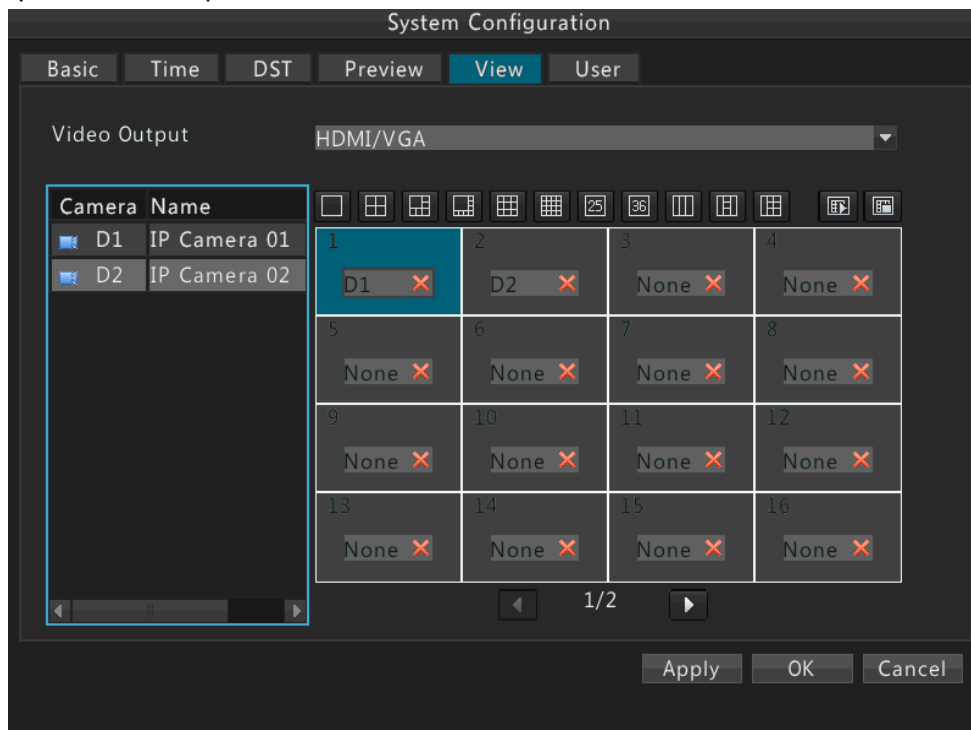 System Configuration
Basic Time DST Preview View User
Video Output HDMI/VGA
Camera Name
25 36
D1 IP Camera 01
D2 IP Camera 02
1 2 3 4
D1 D2 None None
5 6 7 8
None None None None
9 10 11 12
None None None None
13 14 15 16
None None None None
1/2
Apply OK Cancel